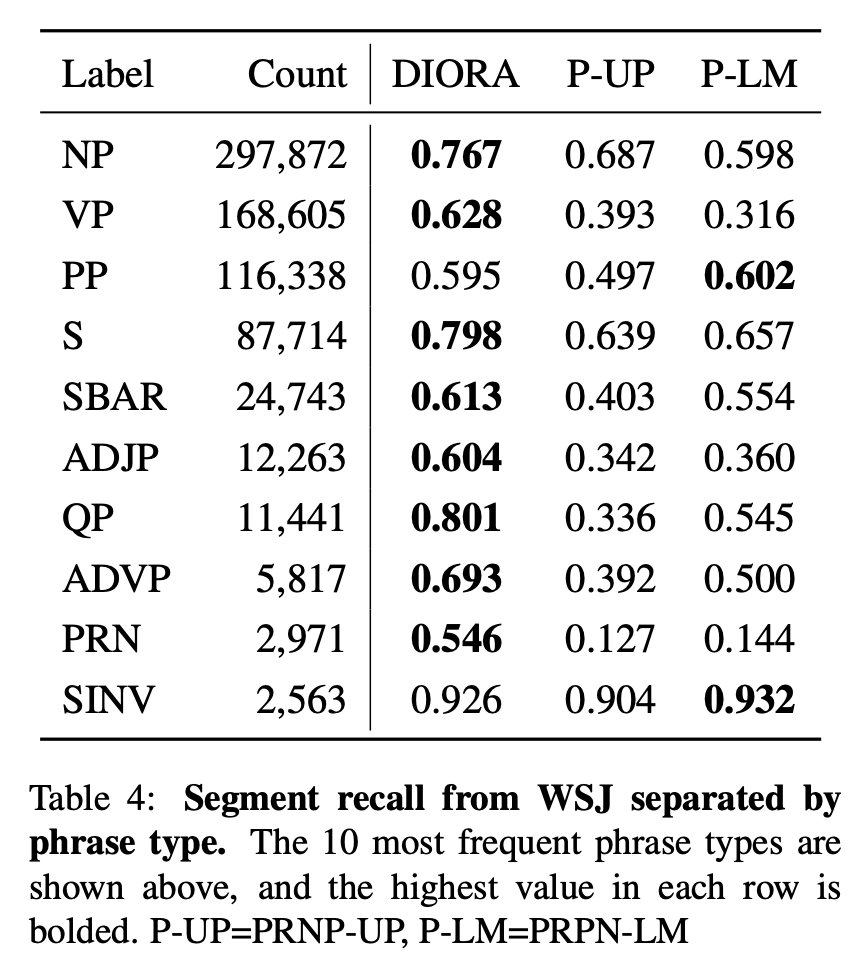 Label Count DIORA P-UP P-LM
NP 297,872 0.767 0.687 0.598
VP 168,605 0.628 0.393 0.316
PP 116,338 0.595 0.497 0.602
S 87,714 0.798 0.639 0.657
SBAR 24,743 0.613 0.403 0.554
ADJP 12,263 0.604 0.342 0.360
QP 11,441 0.801 0.336 0.545
ADVP 5,817 0.693 0.392 0.500
PRN 2,971 0.546 0.127 0.144
SINV 2,563 0.926 0.904 0.932
Table 4: Segment recall from WSJ separated by
phrase type. The 10 most frequent phrase types are
shown above, and the highest value in each row is
bolded. P-UP=PRNP-UP, P-LM=PRPN-LM